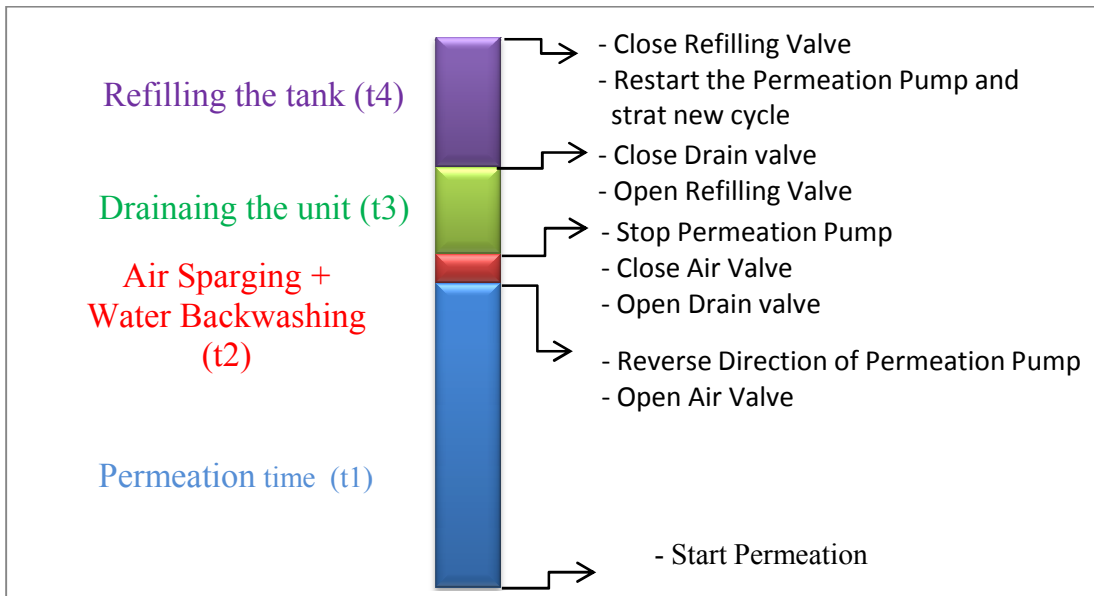 Refilling the tank (t4)
Drainaing the unit (t3)
Air Sparging +
Water Backwashing
(t2)
Permeation time (t1)
- Close Refilling Valve
- Restart the Permeation Pump and
strat new cycle
- Close Drain valve
- Open Refilling Valve
- Stop Permeation Pump
- Close Air Valve
- Open Drain valve
- Reverse Direction of Permeation Pump
- Open Air Valve
- Start Permeation